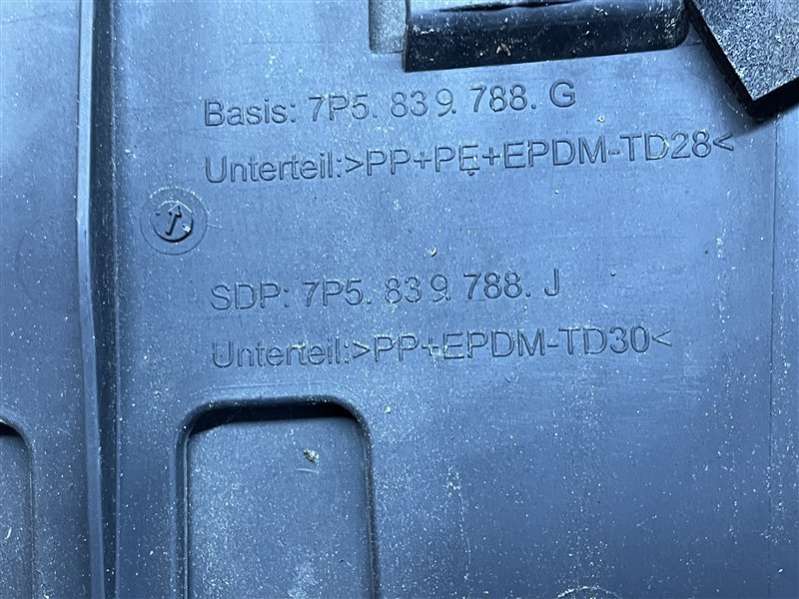 Basis: 7P5. 839. 788. G
Unterteil:>PP+PE+EPDM-TD28<
SDP: 7P5. 839. 788. J
Unterteil:>PP+EPDM-TD30<